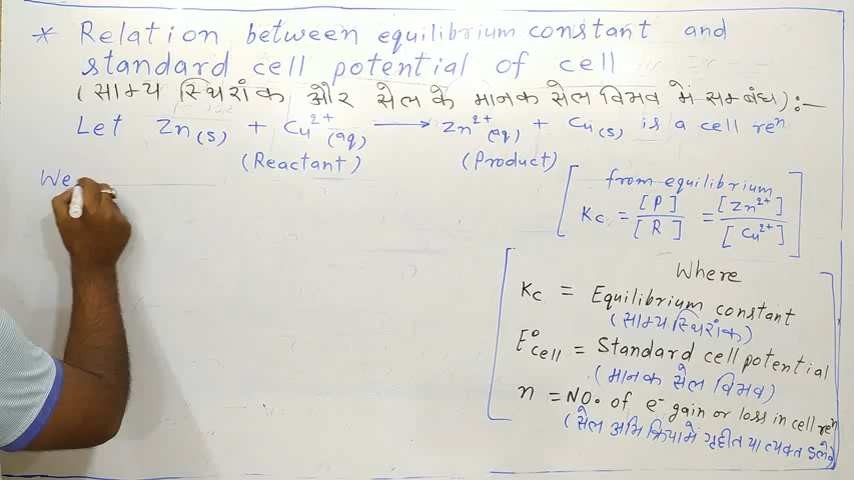 * Relation between equilibrium constant and
standard cell potential of cell
(साम्य स्थिरांक और सेल के मानक सेल विभव में सम्बंध) :—
Let Zn(s) + Cu²⁺(aq) ⟶ Zn²⁺(aq) + Cu(s) is a cell reⁿ
(Reactant) (Product)
We
from equilibrium
Kc = [P] / [R] = [Zn²⁺] / [Cu²⁺]
Where
Kc = Equilibrium constant
(साम्य स्थिरांक)
E°cell = Standard cell potential
(मानक सेल विभव)
n = NO. of e⁻ gain or loss in cell reⁿ
(सेल अभिक्रिया में गृहीत या त्यक्त